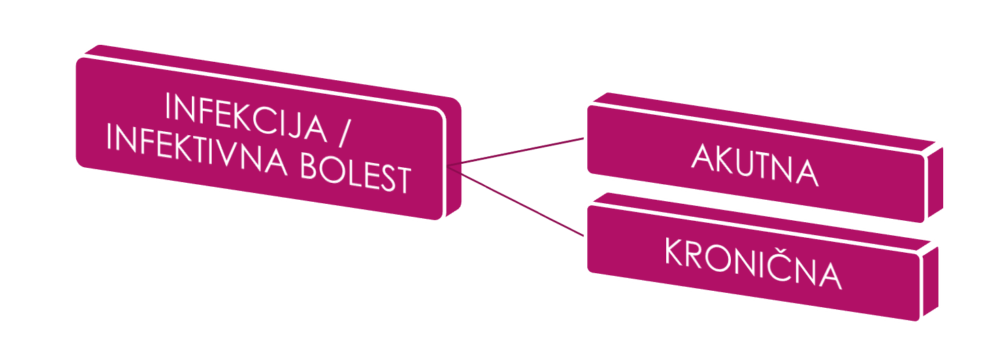 INFEKCIJA /
INFEKTIVNA BOLEST
AKUTNA
KRONIČNA